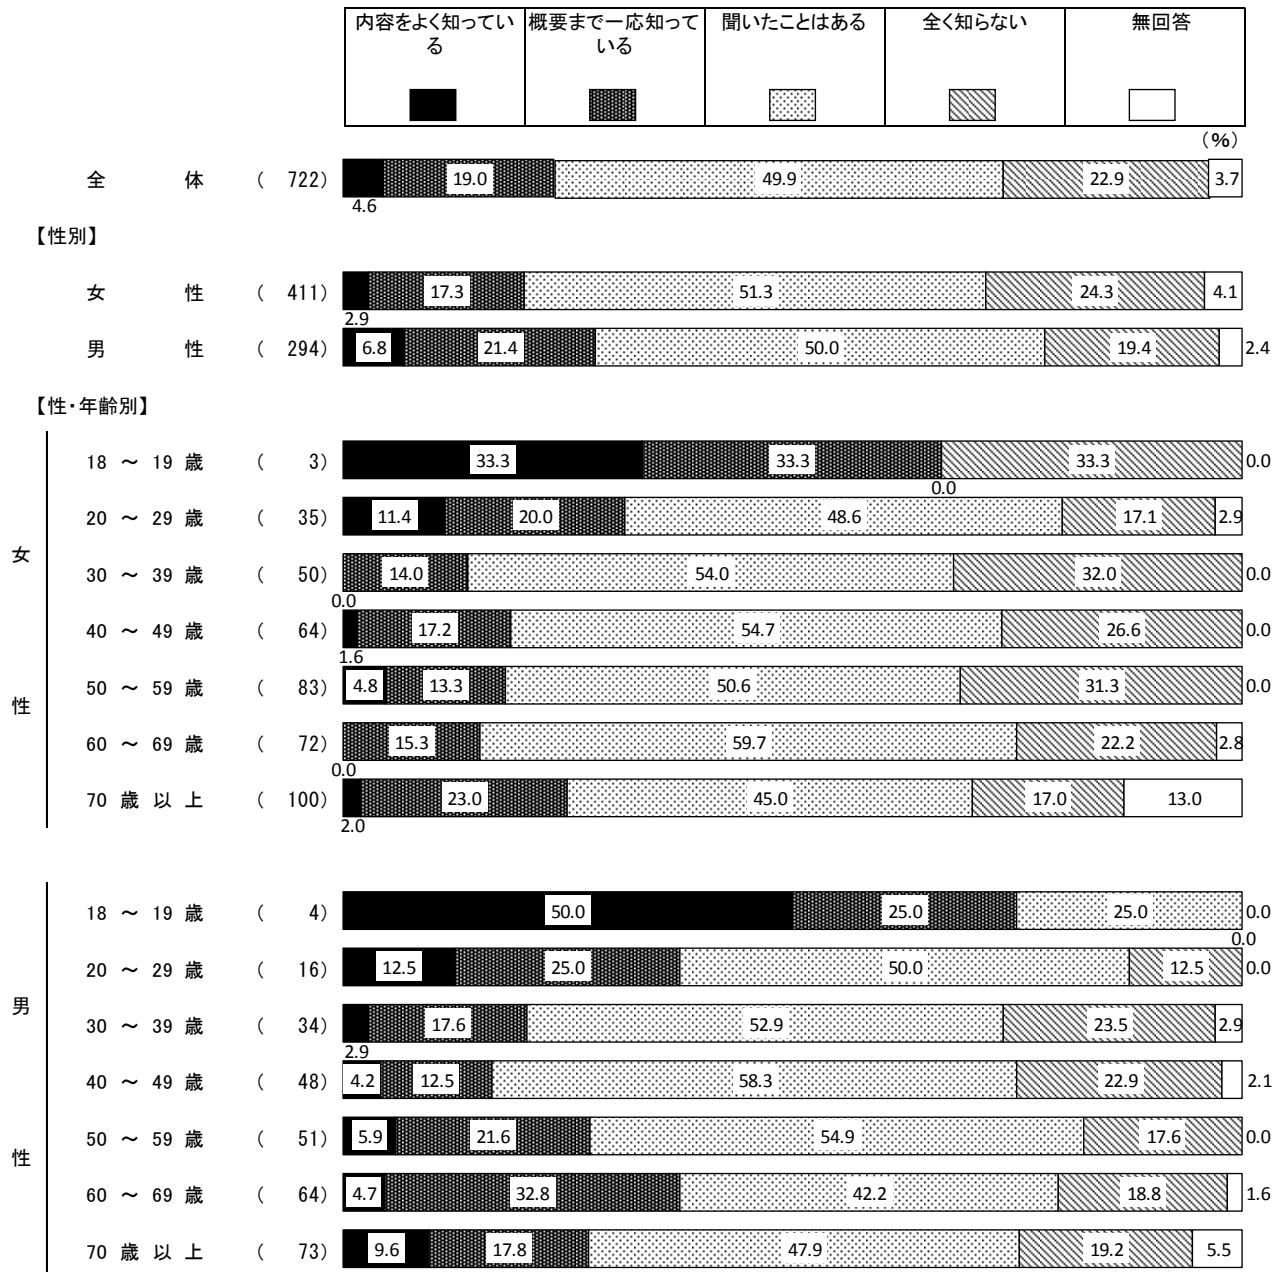 内容をよく知ってい
る
概要まで一応知って
いる
聞いたことはある
全く知らない
無回答
(%)
全 体 ( 722) 19.0 49.9 22.9 3.7
4.6
【性別】
女 性 ( 411) 17.3 51.3 24.3 4.1
2.9
男 性 ( 294) 6.8 21.4 50.0 19.4 2.4
【性・年齢別】
女
性
18 ～ 19 歳 ( 3) 33.3 33.3 33.3 0.0
0.0
20 ～ 29 歳 ( 35) 11.4 20.0 48.6 17.1 2.9
30 ～ 39 歳 ( 50) 14.0 54.0 32.0 0.0
0.0
40 ～ 49 歳 ( 64) 17.2 54.7 26.6 0.0
1.6
50 ～ 59 歳 ( 83) 4.8 13.3 50.6 31.3 0.0
60 ～ 69 歳 ( 72) 15.3 59.7 22.2 2.8
0.0
70 歳 以 上 ( 100) 23.0 45.0 17.0 13.0
2.0
男
性
18 ～ 19 歳 ( 4) 50.0 25.0 25.0 0.0
0.0
20 ～ 29 歳 ( 16) 12.5 25.0 50.0 12.5 0.0
30 ～ 39 歳 ( 34) 17.6 52.9 23.5 2.9
2.9
40 ～ 49 歳 ( 48) 4.2 12.5 58.3 22.9 2.1
50 ～ 59 歳 ( 51) 5.9 21.6 54.9 17.6 0.0
60 ～ 69 歳 ( 64) 4.7 32.8 42.2 18.8 1.6
70 歳 以 上 ( 73) 9.6 17.8 47.9 19.2 5.5